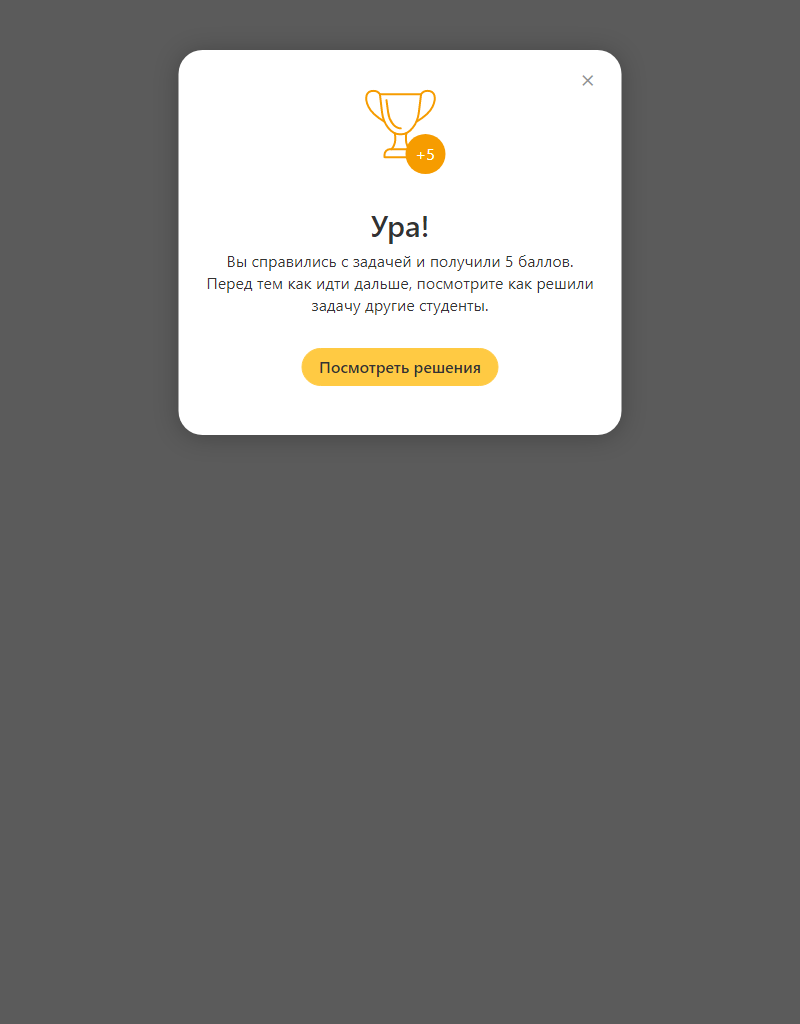 +5
Ура!
Вы справились с задачей и получили 5 баллов.
Перед тем как идти дальше, посмотрите как решили
задачу другие студенты.
Посмотреть решения